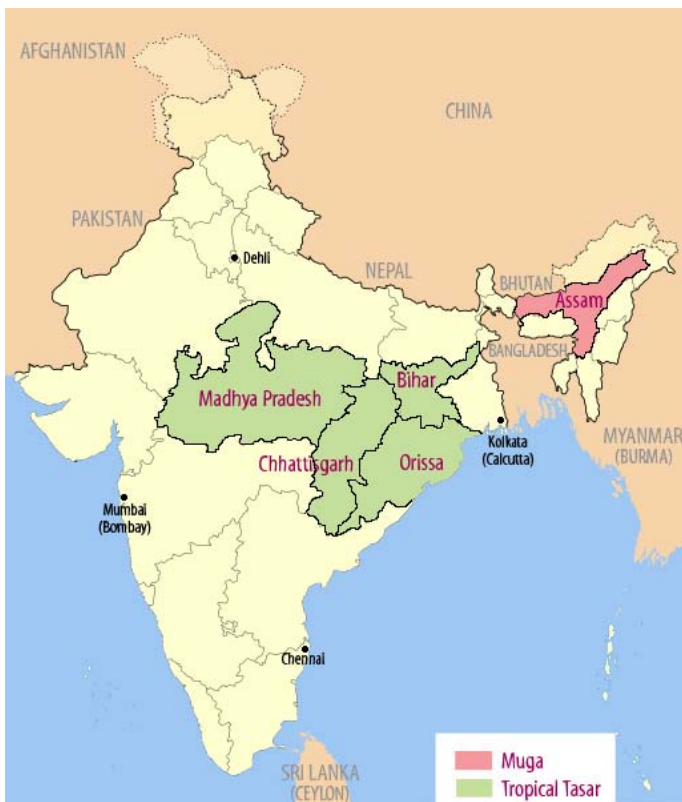 AFGHANISTAN
CHINA
PAKISTAN
Dehli
NEPAL
BHUTAN
Assam
BANGLADESH
Bihar
Madhya Pradesh
Chhattisgarh
Orissa
Kolkata
(Calcutta)
MYANMAR
(BURMA)
Mumbai
(Bombay)
Chennai
SRI LANKA
(CEYLON)
Muga
Tropical Tasar